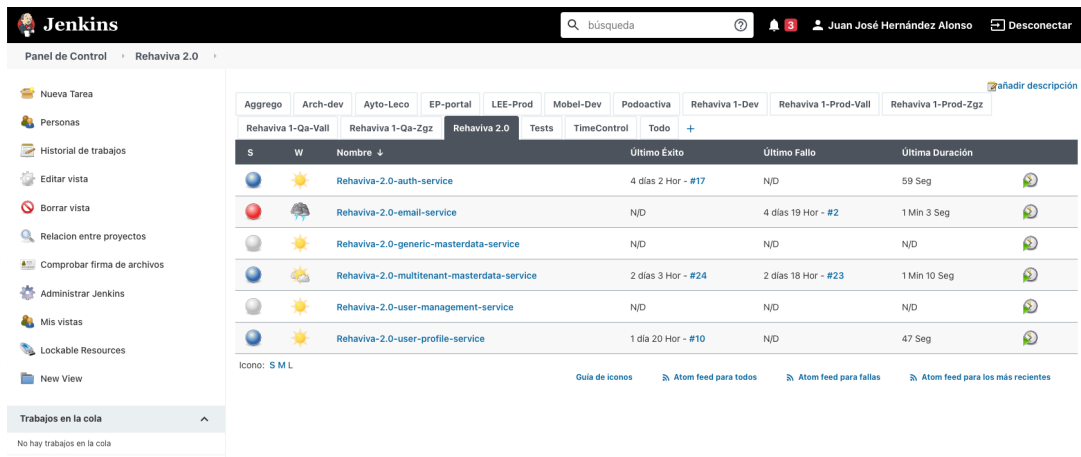 Jenkins
búsqueda
3
Juan José Hernández Alonso
Desconectar
Panel de Control
Rehaviva 2.0
Nueva Tarea
Personas
Historial de trabajos
Editar vista
Borrar vista
Relacion entre proyectos
Comprobar firma de archivos
Administrar Jenkins
Mis vistas
Lockable Resources
New View
Trabajos en la cola
No hay trabajos en la cola
añadir descripción
Aggrego Arch-dev Ayto-Leco EP-portal LEE-Prod Mobel-Dev Podoactiva Rehaviva 1-Dev Rehaviva 1-Prod-Vall Rehaviva 1-Prod-Zgz
Rehaviva 1-Qa-Vall Rehaviva 1-Qa-Zgz Rehaviva 2.0 Tests TimeControl Todo +
S W Nombre ↓ Último Éxito Último Fallo Última Duración
Rehaviva-2.0-auth-service 4 días 2 Hor - #17 N/D 59 Seg
Rehaviva-2.0-email-service N/D 4 días 19 Hor - #2 1 Min 3 Seg
Rehaviva-2.0-generic-masterdata-service N/D N/D N/D
Rehaviva-2.0-multitenant-masterdata-service 2 días 3 Hor - #24 2 días 18 Hor - #23 1 Min 10 Seg
Rehaviva-2.0-user-management-service N/D N/D N/D
Rehaviva-2.0-user-profile-service 1 día 20 Hor - #10 N/D 47 Seg
Icono: S M L
Guía de iconos Atom feed para todos Atom feed para fallas Atom feed para los más recientes